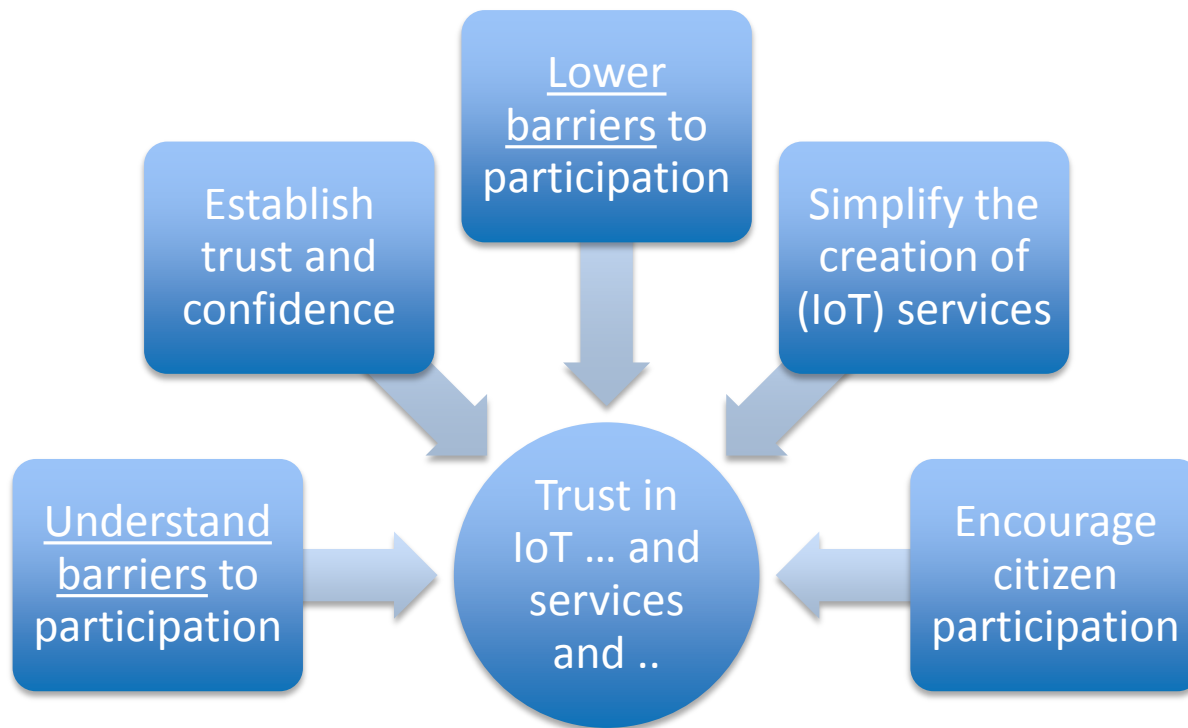 Lower
barriers to
participation
Establish
trust and
confidence
Simplify the
creation of
(IoT) services
Understand
barriers to
participation
Trust in
IoT ... and
services
and ..
Encourage
citizen
participation